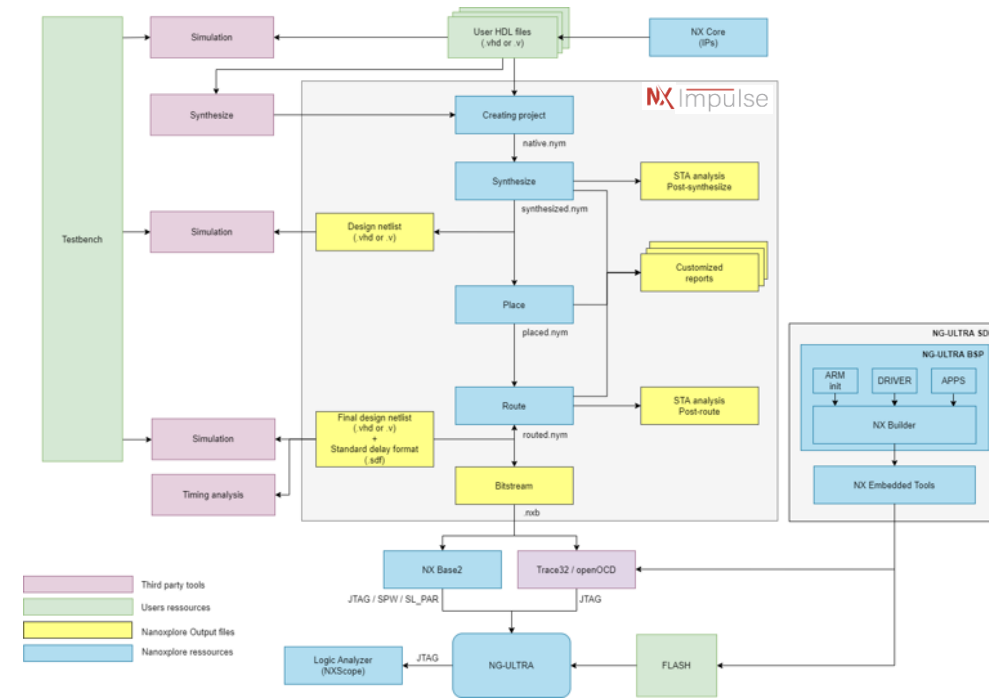 Simulation
User HDL files
(.vhd or .v)
NX Core
(IPs)
NX Impulse
Synthesize
Creating project
native.nym
Synthesize
STA analysis
Post-synthesiize
synthesized.nym
Testbench
Simulation
Design netlist
(.vhd or .v)
Customized
reports
Place
placed.nym
NG-ULTRA SD
NG-ULTRA BSP
ARM
init
DRIVER
APPS
NX Builder
Route
STA analysis
Post-route
routed.nym
Simulation
Final design netlist
(.vhd or .v)
+
Standard delay format
(.sdf)
Timing analysis
Bitstream
NX Embedded Tools
.nxb
NX Base2
Trace32 / openOCD
JTAG / SPW / SL_PAR
JTAG
Third party tools
Users ressources
Nanoxplore Output files
Nanoxplore ressources
Logic Analyzer
(NXScope)
JTAG
NG-ULTRA
FLASH